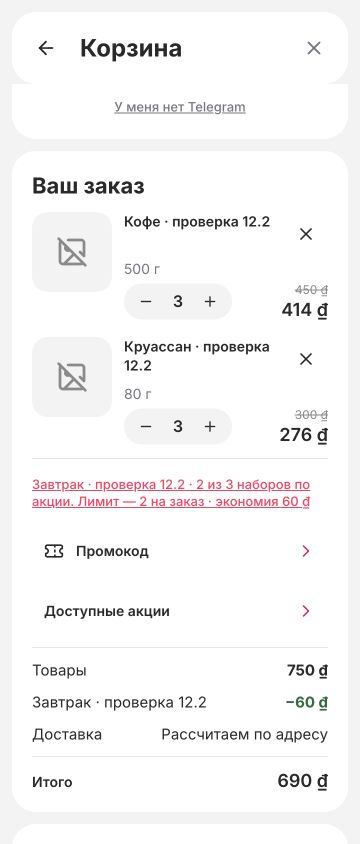 Корзина
У меня нет Telegram
Ваш заказ
Кофе · проверка 12.2
500 г
450 ₫
3
414 ₫
Круассан · проверка
12.2
80 г
300 ₫
3
276 ₫
Завтрак · проверка 12.2 · 2 из 3 наборов по
акции. Лимит — 2 на заказ · экономия 60 ₫
Промокод
Доступные акции
Товары 750 ₫
Завтрак · проверка 12.2 −60 ₫
Доставка Рассчитаем по адресу
Итого 690 ₫